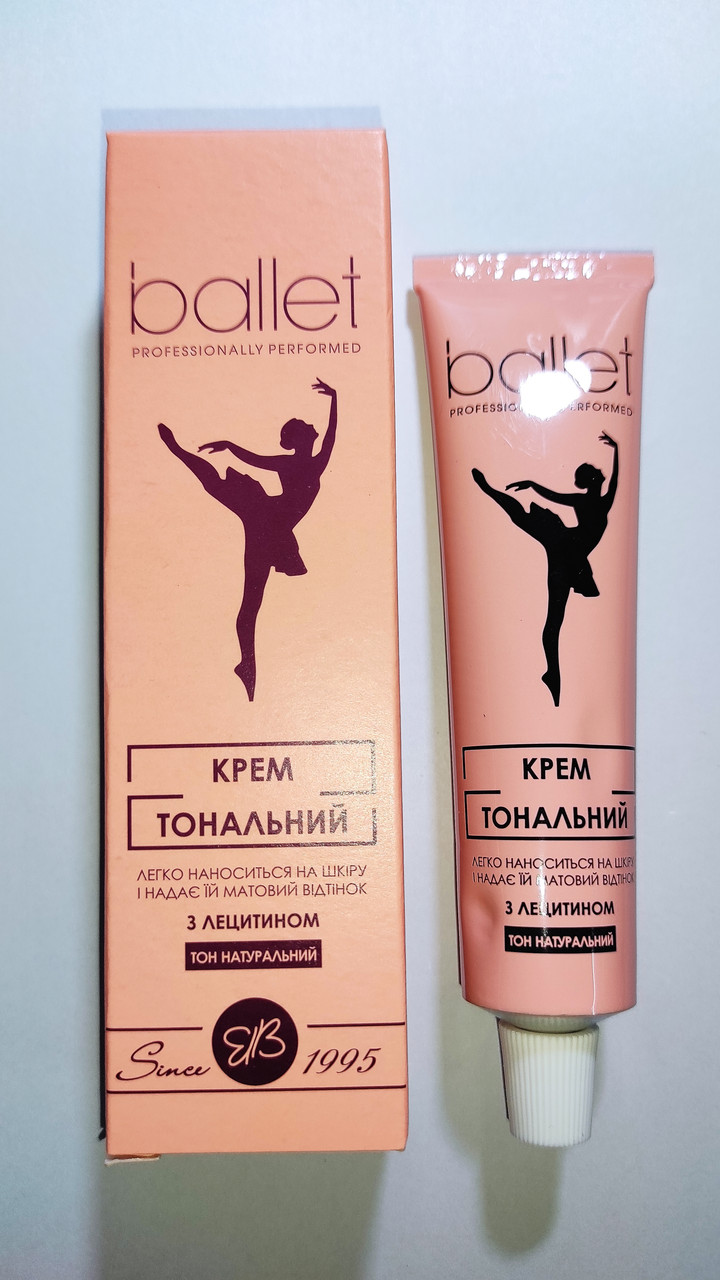 ballet
PROFESSIONALLY PERFORMED
КРЕМ
ТОНАЛЬНИЙ
ЛЕГКО НАНОСИТЬСЯ НА ШКІРУ
І НАДАЄ ЇЙ МАТОВИЙ ВІДТІНОК
З ЛЕЦИТИНОМ
ТОН НАТУРАЛЬНИЙ
Since 1995
ballet
PERFORMED
КРЕМ
ТОНАЛЬНИЙ
ЛЕГКО НАНОСИТЬСЯ НА ШКІРУ
І НАДАЄ ЇЙ МАТОВИЙ ВІДТІНОК
З ЛЕЦИТИНОМ
ТОН НАТУРАЛЬНИЙ